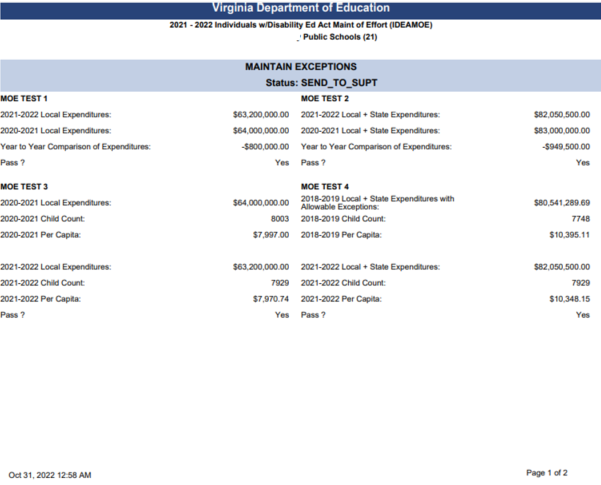 Virginia Department of Education
2021 - 2022 Individuals w/Disability Ed Act Maint of Effort (IDEAMOE)
Public Schools (21)
MAINTAIN EXCEPTIONS
Status: SEND_TO_SUPT
MOE TEST 1 MOE TEST 2
2021-2022 Local Expenditures: $63,200,000.00 2021-2022 Local + State Expenditures: $82,050,500.00
2020-2021 Local Expenditures: $64,000,000.00 2020-2021 Local + State Expenditures: $83,000,000.00
Year to Year Comparison of Expenditures: -$800,000.00 Year to Year Comparison of Expenditures: -$949,500.00
Pass ? Yes Pass ? Yes
MOE TEST 3 MOE TEST 4
2020-2021 Local Expenditures: $64,000,000.00 2018-2019 Local + State Expenditures with
Allowable Exceptions: $80,541,289.69
2020-2021 Child Count: 8003 2018-2019 Child Count: 7748
2020-2021 Per Capita: $7,997.00 2018-2019 Per Capita: $10,395.11
2021-2022 Local Expenditures: $63,200,000.00 2021-2022 Local + State Expenditures: $82,050,500.00
2021-2022 Child Count: 7929 2021-2022 Child Count: 7929
2021-2022 Per Capita: $7,970.74 2021-2022 Per Capita: $10,348.15
Pass ? Yes Pass ? Yes
Oct 31, 2022 12:58 AM Page 1 of 2